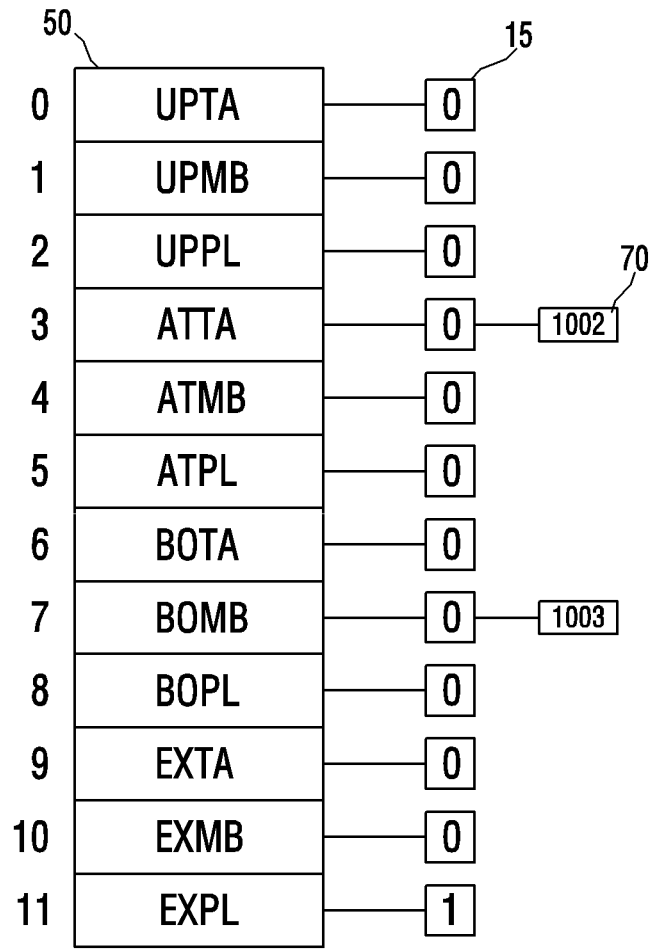 50
15
0 UPTA 0
1 UPMB 0
2 UPPL 0
70
3 ATTA 0 1002
4 ATMB 0
5 ATPL 0
6 BOTA 0
7 BOMB 0 1003
8 BOPL 0
9 EXTA 0
10 EXMB 0
11 EXPL 1